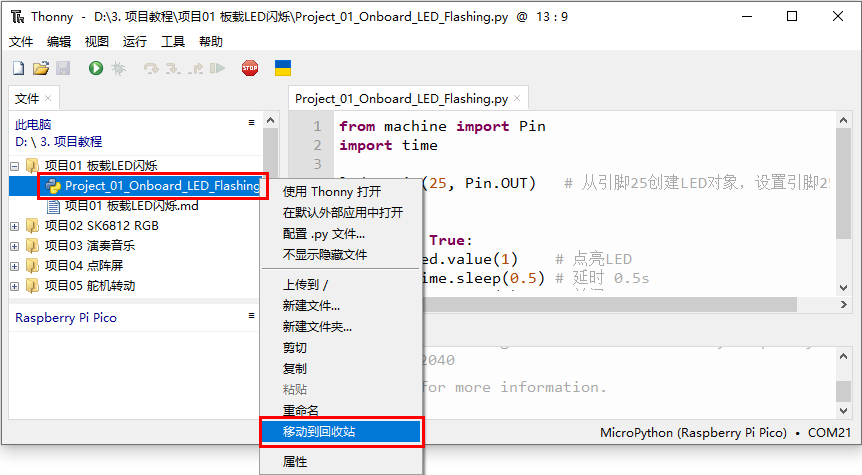 Thonny - D:\3. 项目教程\项目01 板载LED闪烁\Project_01_Onboard_LED_Flashing.py @ 13 : 9
文件 编辑 视图 运行 工具 帮助
STOP
文件 ×
此电脑
D: \ 3. 项目教程
项目01 板载LED闪烁
Project_01_Onboard_LED_Flashing
项目01 板载LED闪烁.md
项目02 SK6812 RGB
项目03 演奏音乐
项目04 点阵屏
项目05 舵机转动
Raspberry Pi Pico
使用 Thonny 打开
在默认外部应用中打开
配置 .py 文件...
不显示隐藏文件
上传到 /
新建文件...
新建文件夹...
剪切
复制
粘贴
重命名
移动到回收站
属性
Project_01_Onboard_LED_Flashing.py ×
1 from machine import Pin
2 import time
3
(25, Pin.OUT) # 从引脚25创建LED对象，设置引脚25
True:
ed.value(1) # 点亮LED
ime.sleep(0.5) # 延时 0.5s
2040
for more information.
MicroPython (Raspberry Pi Pico) • COM21